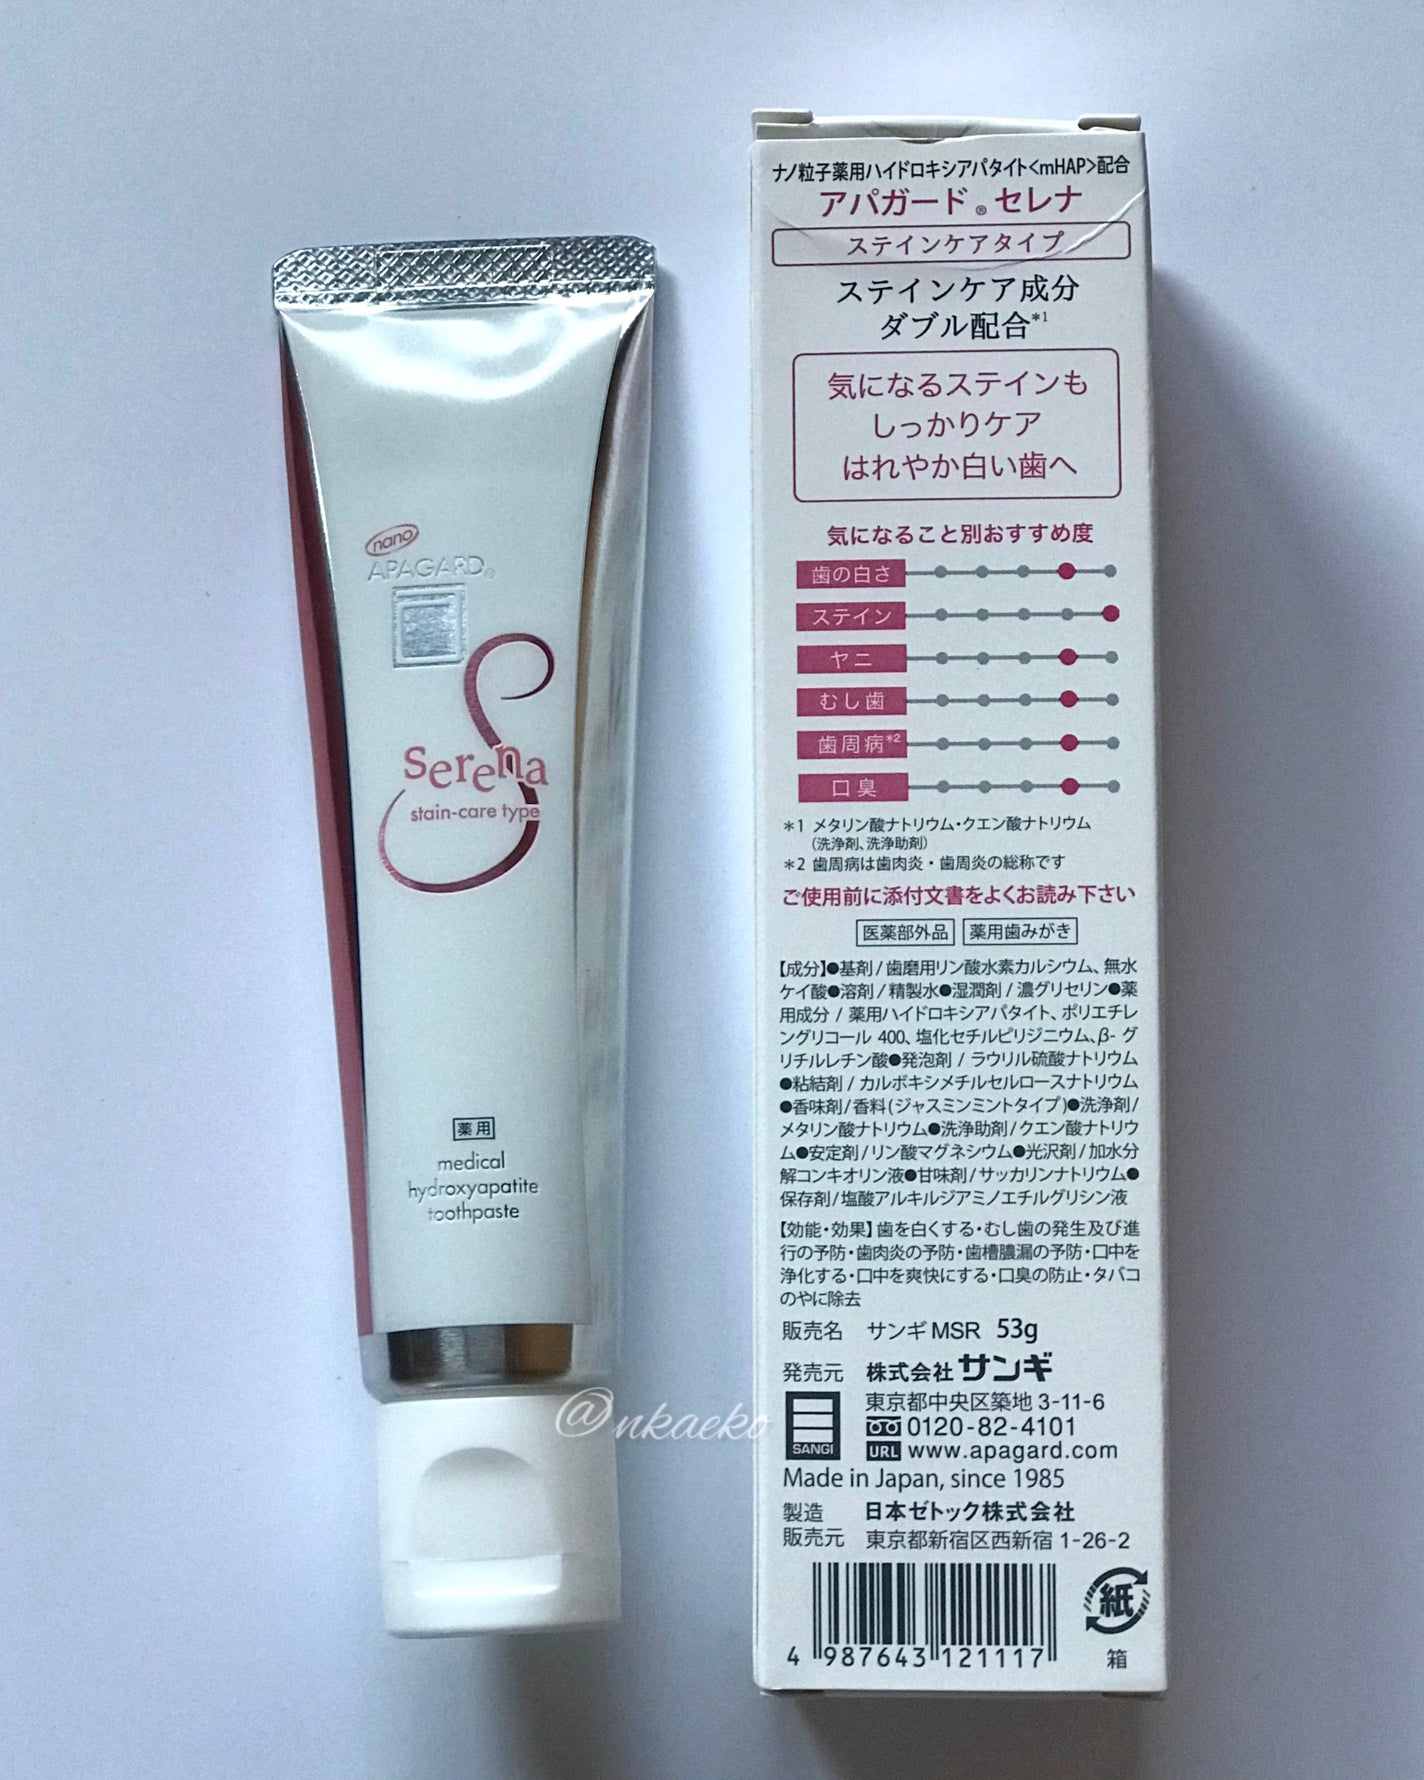 nano
APAGARD®
Serena
stain-care type
薬用
medical
hydroxyapatite
toothpaste
@nkaeko
ナノ粒子薬用ハイドロキシアパタイト<mHAP>配合
アパガード®セレナ
ステインケアタイプ
ステインケア成分
ダブル配合*1
気になるステインも
しっかりケア
はれやか白い歯へ
気になること別おすすめ度
歯の白さ
ステイン
ヤニ
むし歯
歯周病*2
口臭
*1 メタリン酸ナトリウム・クエン酸ナトリウム
(洗浄剤、洗浄助剤)
*2 歯周病は歯肉炎・歯周炎の総称です
ご使用前に添付文書をよくお読み下さい
医薬部外品 薬用歯みがき
【成分】●基剤/歯磨用リン酸水素カルシウム、無水
ケイ酸●溶剤/精製水●湿潤剤/濃グリセリン●薬
用成分/薬用ハイドロキシアパタイト、ポリエチレ
ングリコール 400、塩化セチルピリジニウム、β-グ
リチルレチン酸●発泡剤/ラウリル硫酸ナトリウム
●粘結剤/カルボキシメチルセルロースナトリウム
●香味剤/香料(ジャスミンミントタイプ)●洗浄剤/
メタリン酸ナトリウム●洗浄助剤/クエン酸ナトリウ
ム●安定剤/リン酸マグネシウム●光沢剤/加水分
解コンキオリン液●甘味剤/サッカリンナトリウム●
保存剤/塩酸アルキルジアミノエチルグリシン液
【効能・効果】歯を白くする・むし歯の発生及び進
行の予防・歯肉炎の予防・歯槽膿漏の予防・口中を
浄化する・口中を爽快にする・口臭の防止・タバコ
のやに除去
販売名 サンギMSR 53g
発売元 株式会社サンギ
東京都中央区築地 3-11-6
0120-82-4101
SANGI URL www.apagard.com
Made in Japan, since 1985
製造 日本ゼトック株式会社
販売元 東京都新宿区西新宿 1-26-2
紙
4 987643 121117 箱